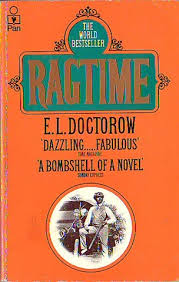 Pan
THE
WORLD
BESTSELLER
RAGTIME
E.L.DOCTOROW
'DAZZLING....FABULOUS'
TIME MAGAZINE
'A BOMBSHELL OF A NOVEL'
SUNDAY EXPRESS